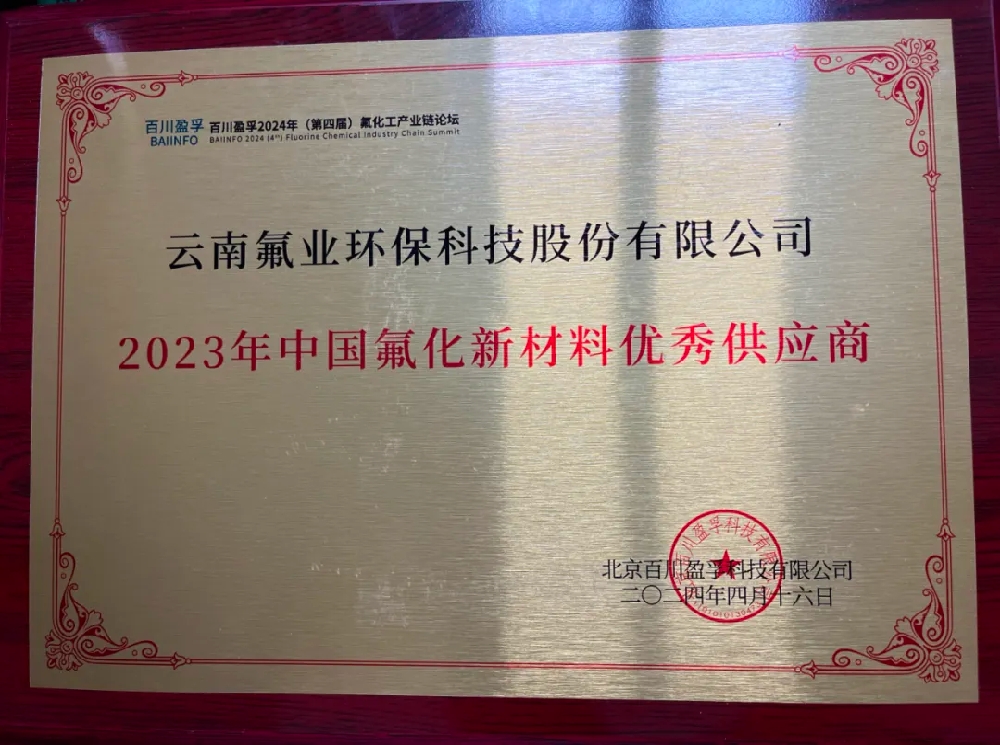 百川盈孚
BAIINFO
百川盈孚2024年（第四届）氟化工产业链论坛
BAIINFO 2024 (4th) Fluorine Chemical Industry Chain Summit
云南氟业环保科技股份有限公司
2023年中国氟化新材料优秀供应商
北京百川盈孚科技有限公司
二〇二四年四月十六日